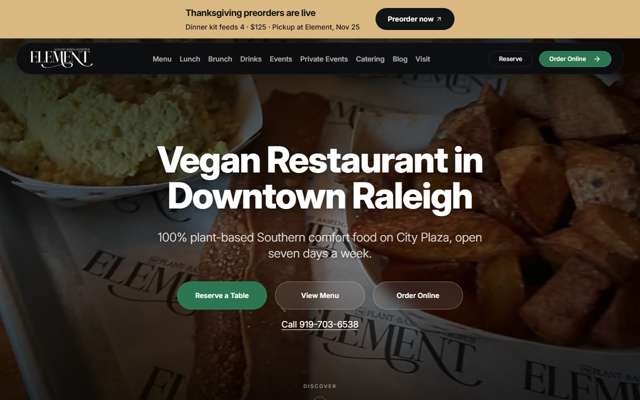 Thanksgiving preorders are live
Dinner kit feeds 4 · $125 · Pickup at Element, Nov 25
Preorder now ↗
ELEMENT
Menu Lunch Brunch Drinks Events Private Events Catering Blog Visit
Reserve
Order Online →
Vegan Restaurant in
Downtown Raleigh
100% plant-based Southern comfort food on City Plaza, open
seven days a week.
Reserve a Table
View Menu
Order Online
Call 919-703-6538
ELEMENT
ELEMENT
ELEMENT
DISCOVER